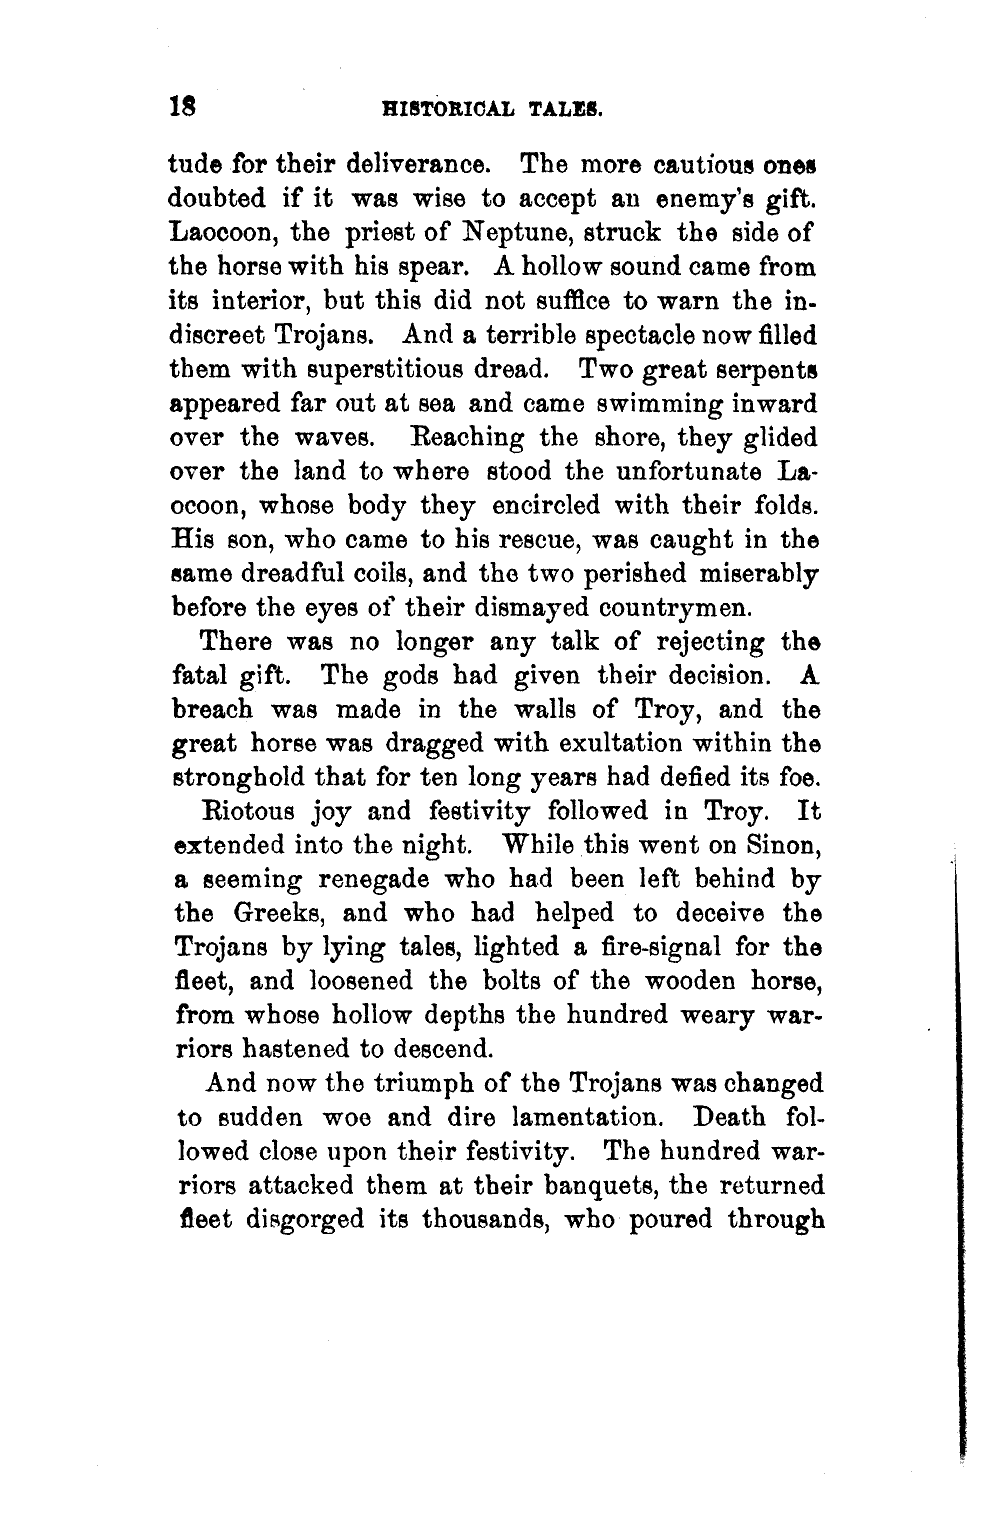 18 HISTORICAL TALES.
tude for their deliverance. The more cautious ones
doubted if it was wise to accept an enemy's gift.
Laocoon, the priest of Neptune, struck the side of
the horse with his spear. A hollow sound came from
its interior, but this did not suffice to warn the in-
discreet Trojans. And a terrible spectacle now filled
them with superstitious dread. Two great serpents
appeared far out at sea and came swimming inward
over the waves. Reaching the shore, they glided
over the land to where stood the unfortunate La-
ocoon, whose body they encircled with their folds.
His son, who came to his rescue, was caught in the
same dreadful coils, and the two perished miserably
before the eyes of their dismayed countrymen.
There was no longer any talk of rejecting the
fatal gift. The gods had given their decision. A
breach was made in the walls of Troy, and the
great horse was dragged with exultation within the
stronghold that for ten long years had defied its foe.
Riotous joy and festivity followed in Troy. It
extended into the night. While this went on Sinon,
a seeming renegade who had been left behind by
the Greeks, and who had helped to deceive the
Trojans by lying tales, lighted a fire-signal for the
fleet, and loosened the bolts of the wooden horse,
from whose hollow depths the hundred weary war-
riors hastened to descend.
And now the triumph of the Trojans was changed
to sudden woe and dire lamentation. Death fol-
lowed close upon their festivity. The hundred war-
riors attacked them at their banquets, the returned
fleet disgorged its thousands, who poured through